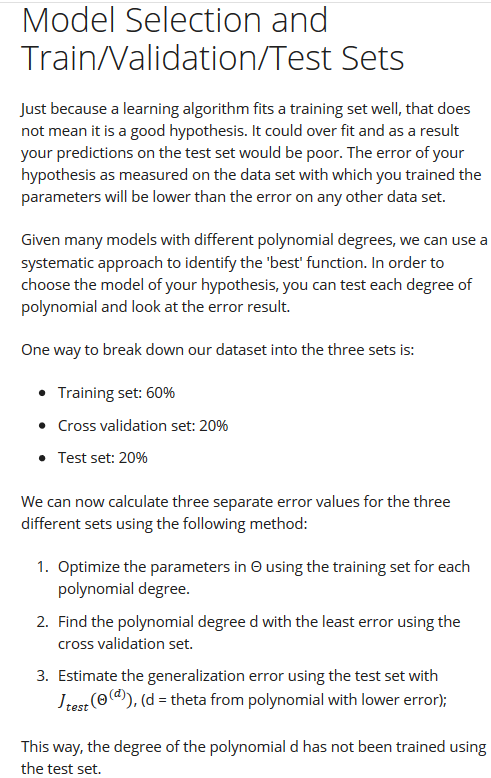 Model Selection and
Train/Validation/Test Sets
Just because a learning algorithm fits a training set well, that does
not mean it is a good hypothesis. It could over fit and as a result
your predictions on the test set would be poor. The error of your
hypothesis as measured on the data set with which you trained the
parameters will be lower than the error on any other data set.
Given many models with different polynomial degrees, we can use a
systematic approach to identify the 'best' function. In order to
choose the model of your hypothesis, you can test each degree of
polynomial and look at the error result.
One way to break down our dataset into the three sets is:
• Training set: 60%
• Cross validation set: 20%
• Test set: 20%
We can now calculate three separate error values for the three
different sets using the following method:
1. Optimize the parameters in Θ using the training set for each
polynomial degree.
2. Find the polynomial degree d with the least error using the
cross validation set.
3. Estimate the generalization error using the test set with
J_test(Θ^(d)), (d = theta from polynomial with lower error);
This way, the degree of the polynomial d has not been trained using
the test set.